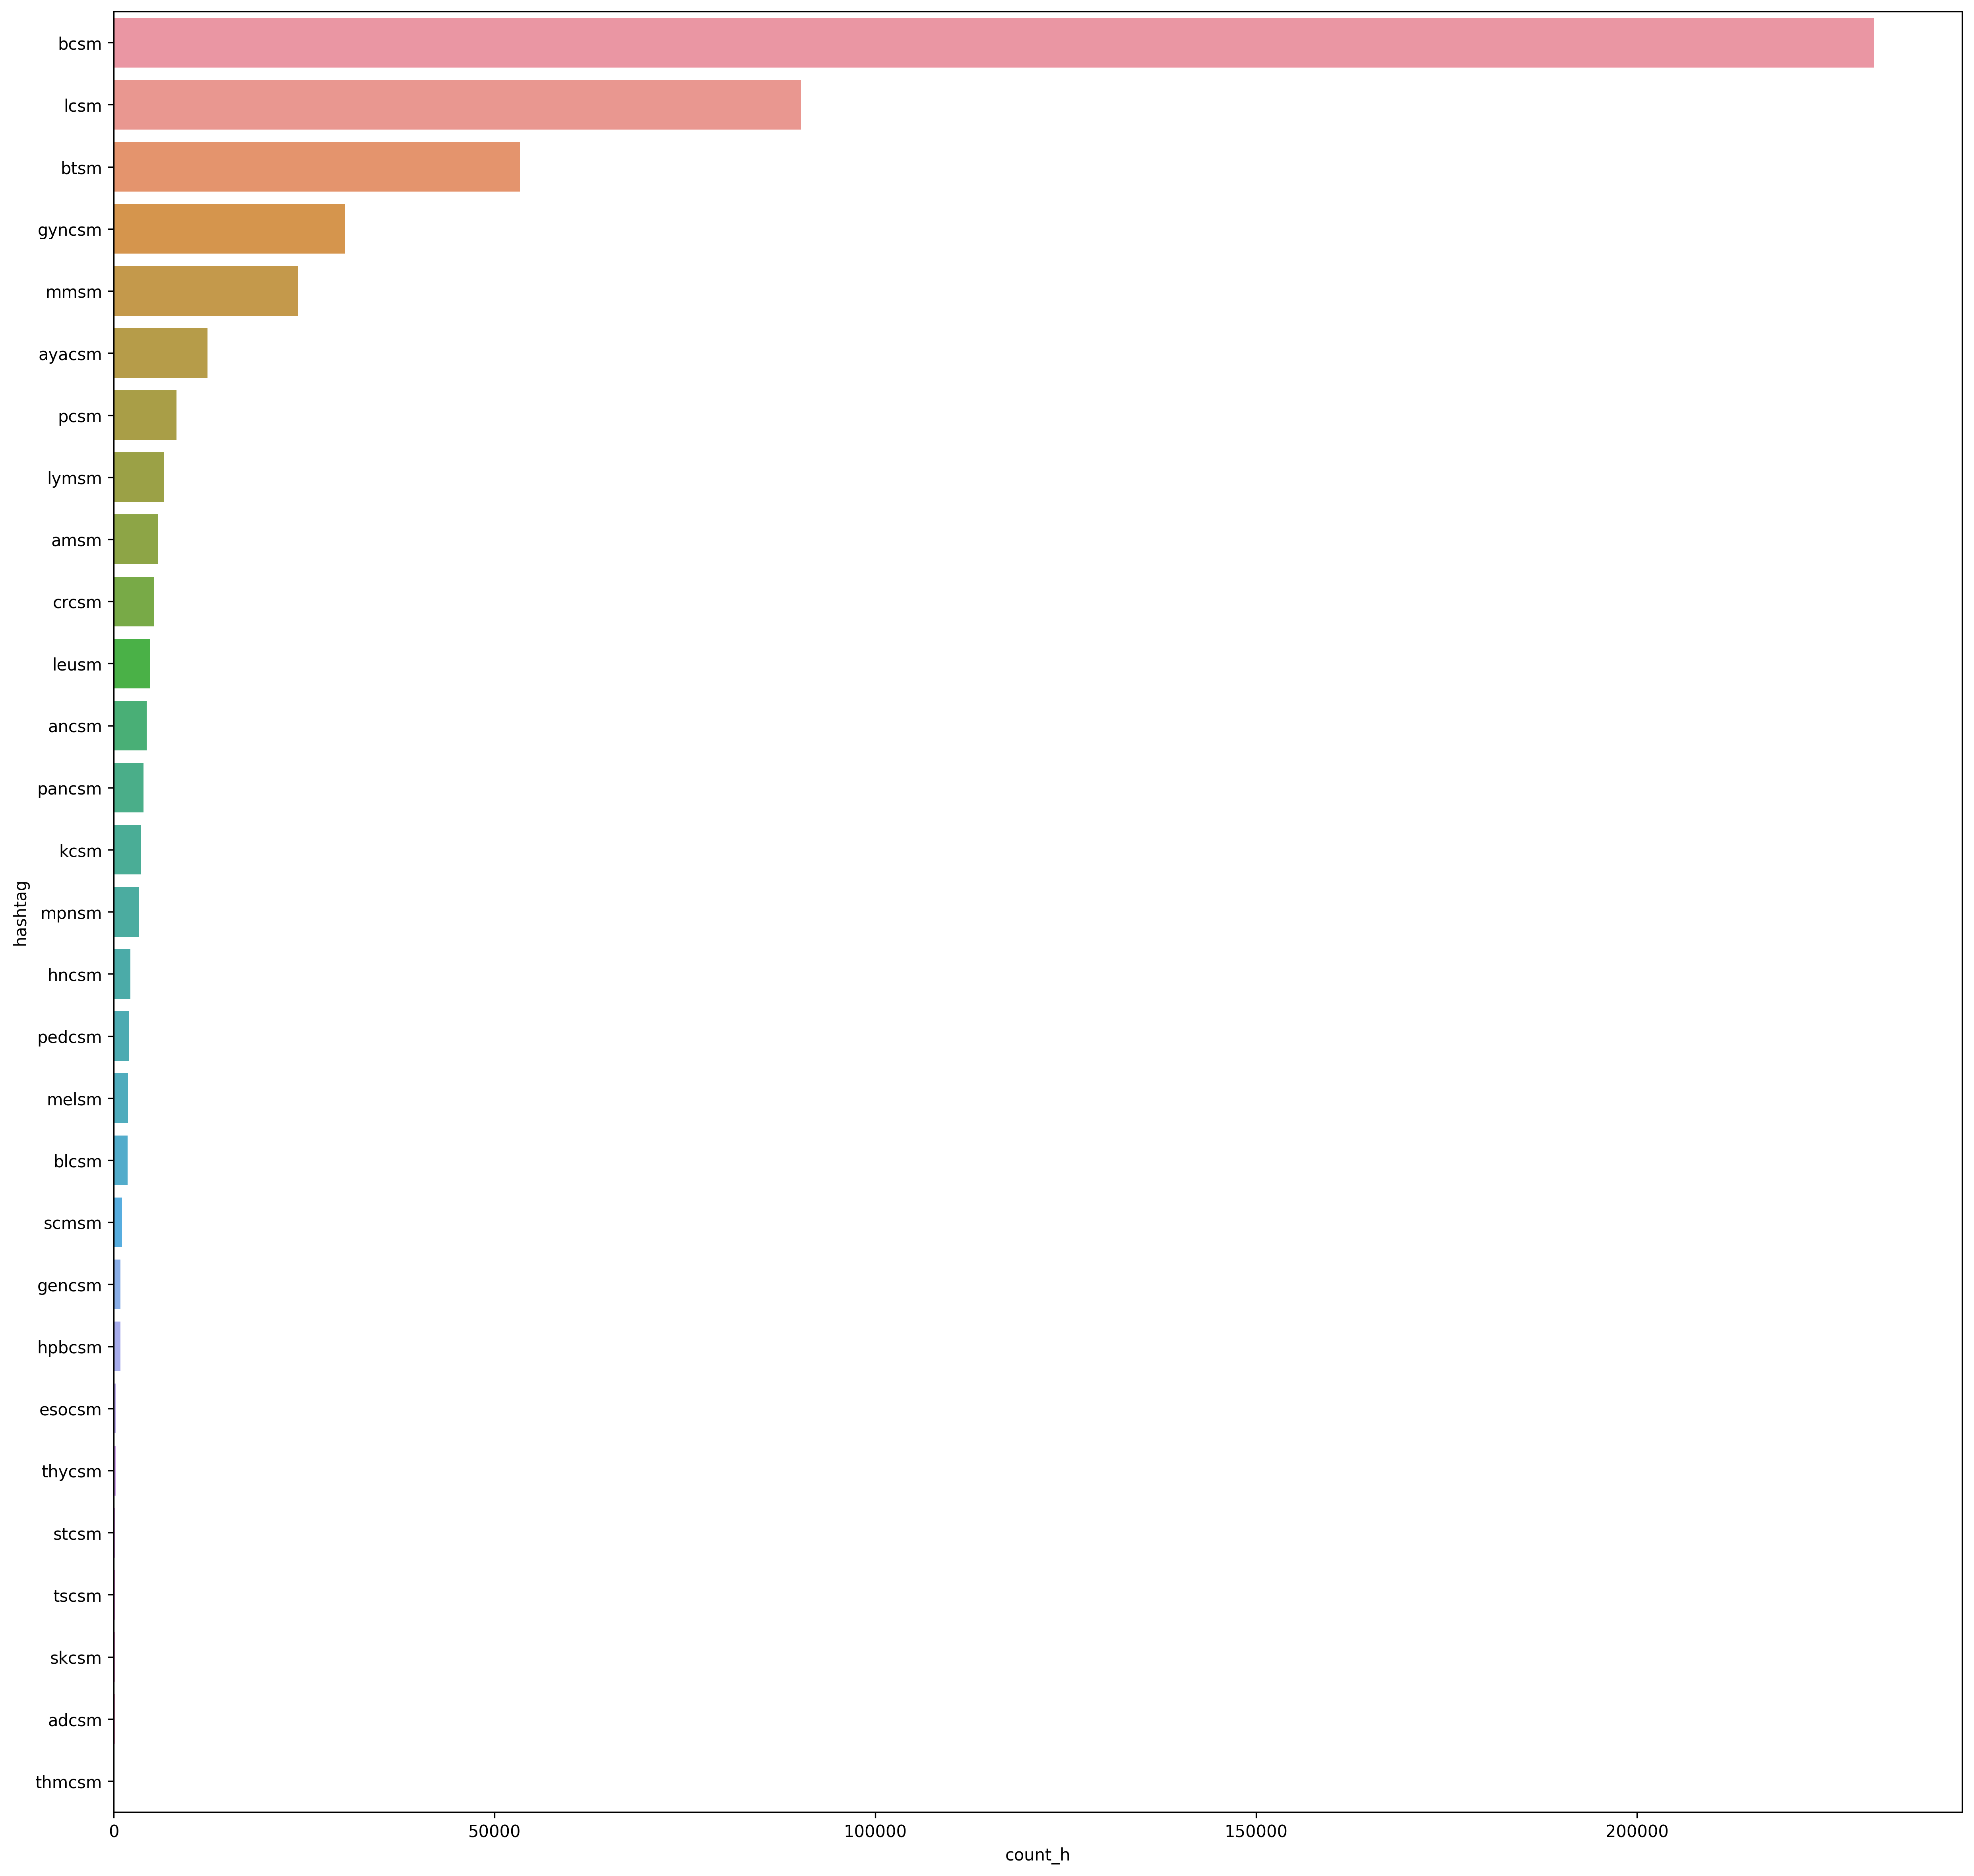 bcsm
lcsm
btsm
gyncsm
mmsm
ayacsm
pcsm
lymsm
amsm
crcsm
leusm
ancsm
pancsm
kcsm
mpnsm
hncsm
pedcsm
melsm
blcsm
scmsm
gencsm
hpbcsm
esocsm
thycsm
stcsm
tscsm
skcsm
adcsm
thmcsm
hashtag
0 50000 100000 150000 200000
count_h